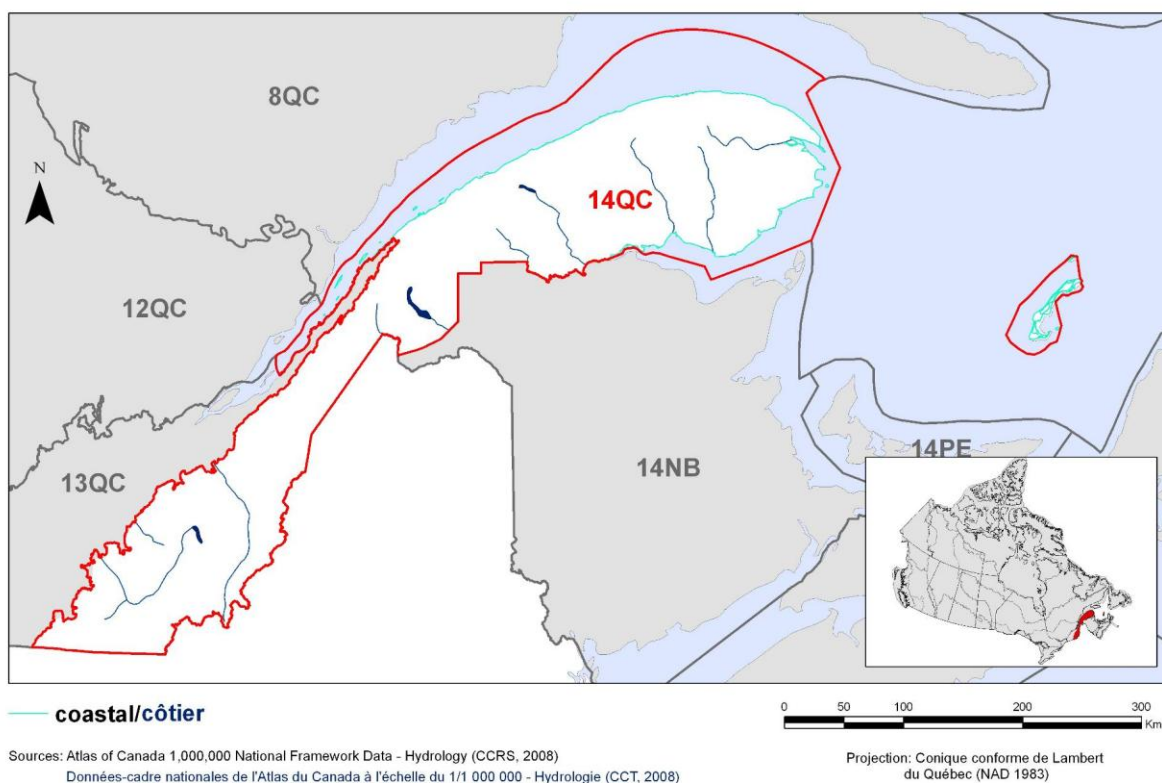 8QC
N
14QC
12QC
14NB
14PE
13QC
coastal/côtier
0 50 100 200 300
Km
Sources: Atlas of Canada 1,000,000 National Framework Data - Hydrology (CCRS, 2008)
Données-cadre nationales de l'Atlas du Canada à l'échelle du 1/1 000 000 - Hydrologie (CCT, 2008)
Projection: Conique conforme de Lambert
du Québec (NAD 1983)